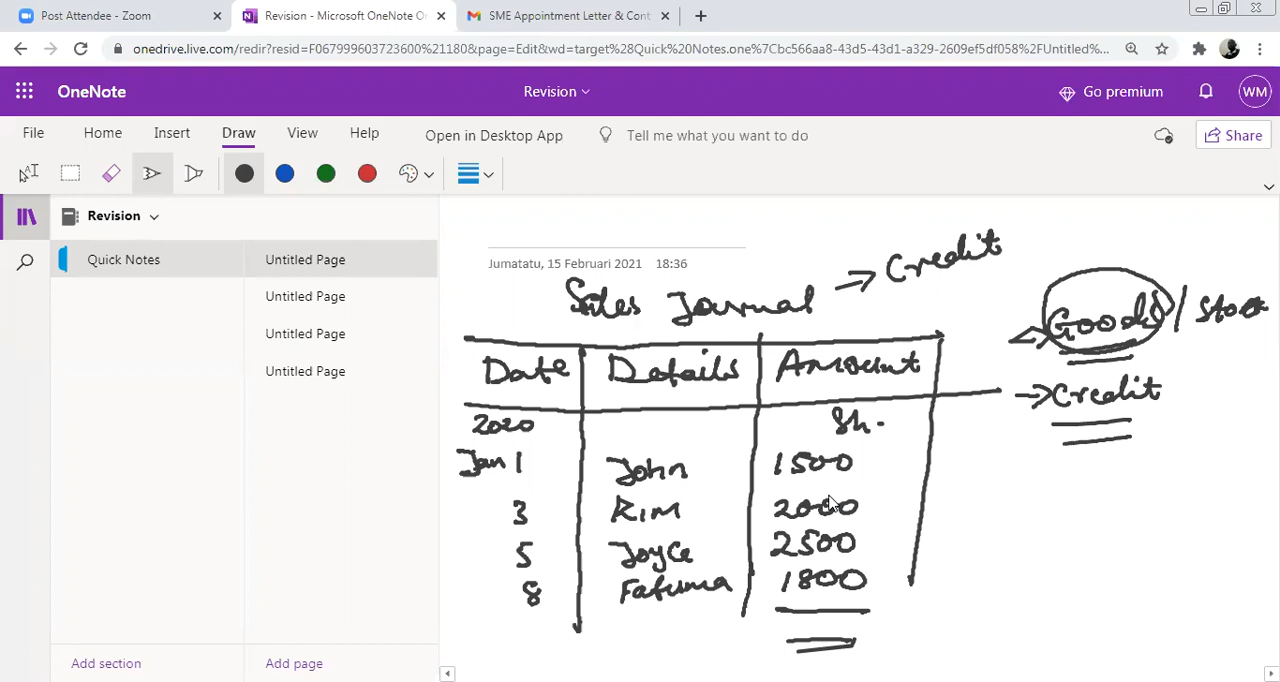 Post Attendee - Zoom
Revision - Microsoft OneNote O
SME Appointment Letter & Cont
onedrive.live.com/redir?resid=F067999603723600%21180&page=Edit&wd=target%28Quick%20Notes.one%7Cbc566aa8-43d5-43d1-a329-2609ef5df058%2FUntitled%...
OneNote
Revision
Go premium
WM
File
Home
Insert
Draw
View
Help
Open in Desktop App
Tell me what you want to do
Share
Revision
Quick Notes
Untitled Page
Untitled Page
Untitled Page
Untitled Page
Add section
Add page
Jumatatu, 15 Februari 2021 18:36
Sales Journal → Credit
Goods / Stock
→ Credit
Date Details Amount
2020 Sh.
Jan 1 John 1500
3 Kim 2000
5 Joyce 2500
8 Fatuma 1800